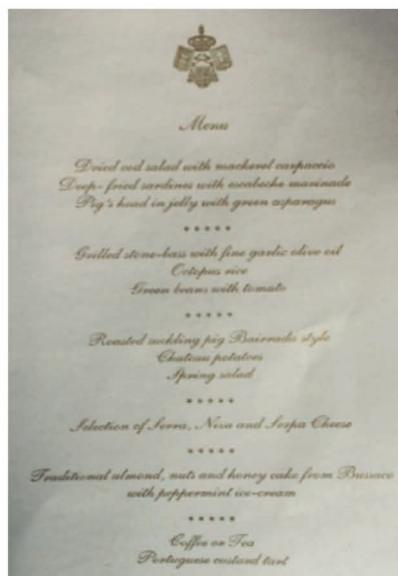 Menu
Dried cod salad with mackerel carpaccio
Deep-fried sardines with escabeche marinade
Pig's head in jelly with green asparagus
*****
Grilled stone-bass with fine garlic olive oil
Octopus rice
Green beans with tomato
*****
Roasted suckling pig Bairrada style
Chateau potatoes
Spring salad
*****
Selection of Serra, Nisa and Serpa Cheese
*****
Traditional almond, nuts and honey cake from Bussaco
with peppermint ice-cream
*****
Coffee or Tea
Portuguese custard tart